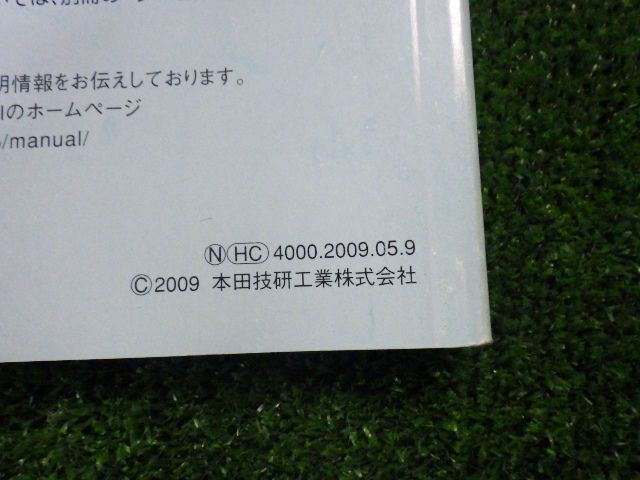 明情報をお伝えしております。
のホームページ
/manual/
Ⓝ HC 4000.2009.05.9
©2009 本田技研工業株式会社